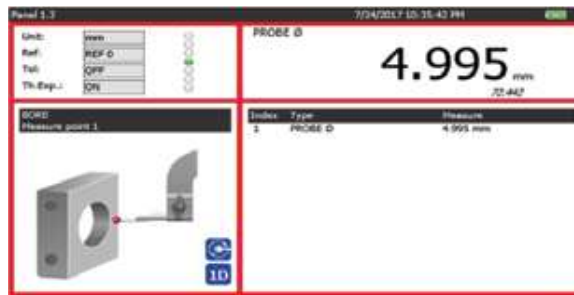 Panel 1.3
7/24/2017 10:35:42 PM
Unit: mm
Ref: REF 0
Tol: OFF
Th.Exp.: ON
PROBE Ø
4.995 mm
BORD
Measure point 1
1D
Index Type Measure
1 PROBE Ø 4.995 mm